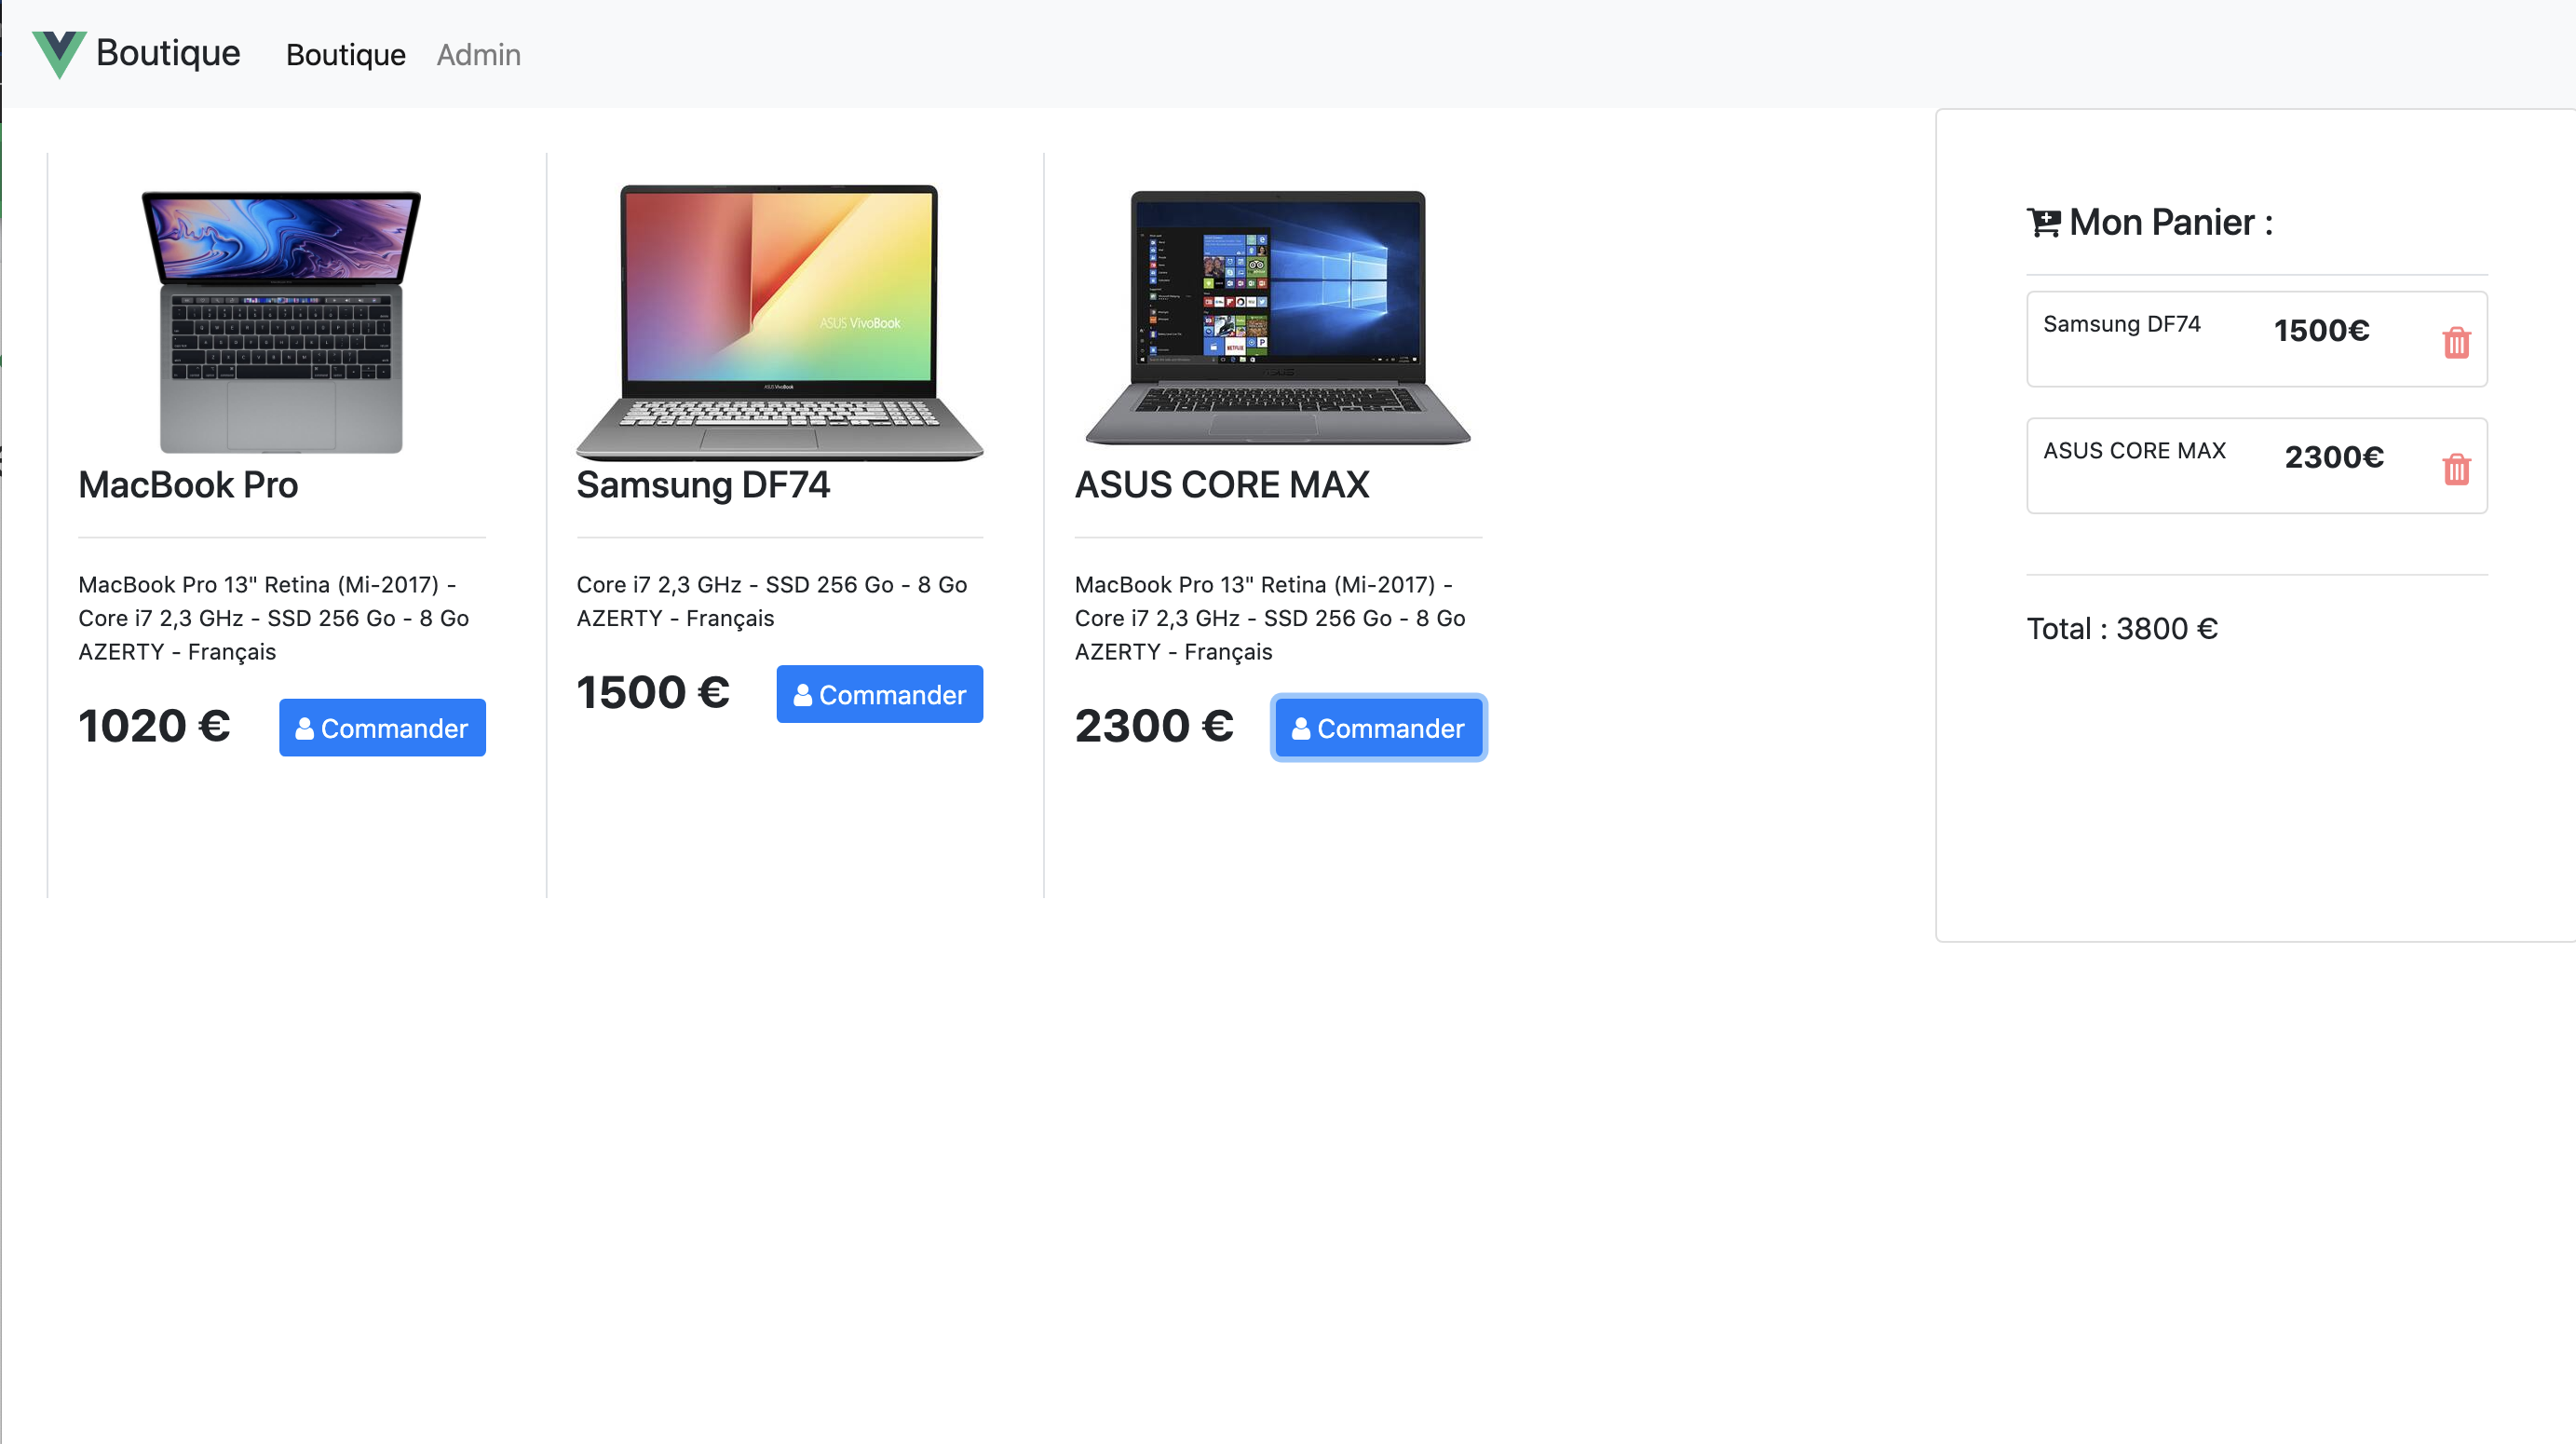 Boutique Boutique Admin
ASUS VivoBook
ASUS VivoBook
MacBook Pro
MacBook Pro 13" Retina (Mi-2017) -
Core i7 2,3 GHz - SSD 256 Go - 8 Go
AZERTY - Français
1020 €
Commander
Samsung DF74
Core i7 2,3 GHz - SSD 256 Go - 8 Go
AZERTY - Français
1500 €
Commander
ASUS CORE MAX
MacBook Pro 13" Retina (Mi-2017) -
Core i7 2,3 GHz - SSD 256 Go - 8 Go
AZERTY - Français
2300 €
Commander
Mon Panier :
Samsung DF74 1500€
ASUS CORE MAX 2300€
Total : 3800 €